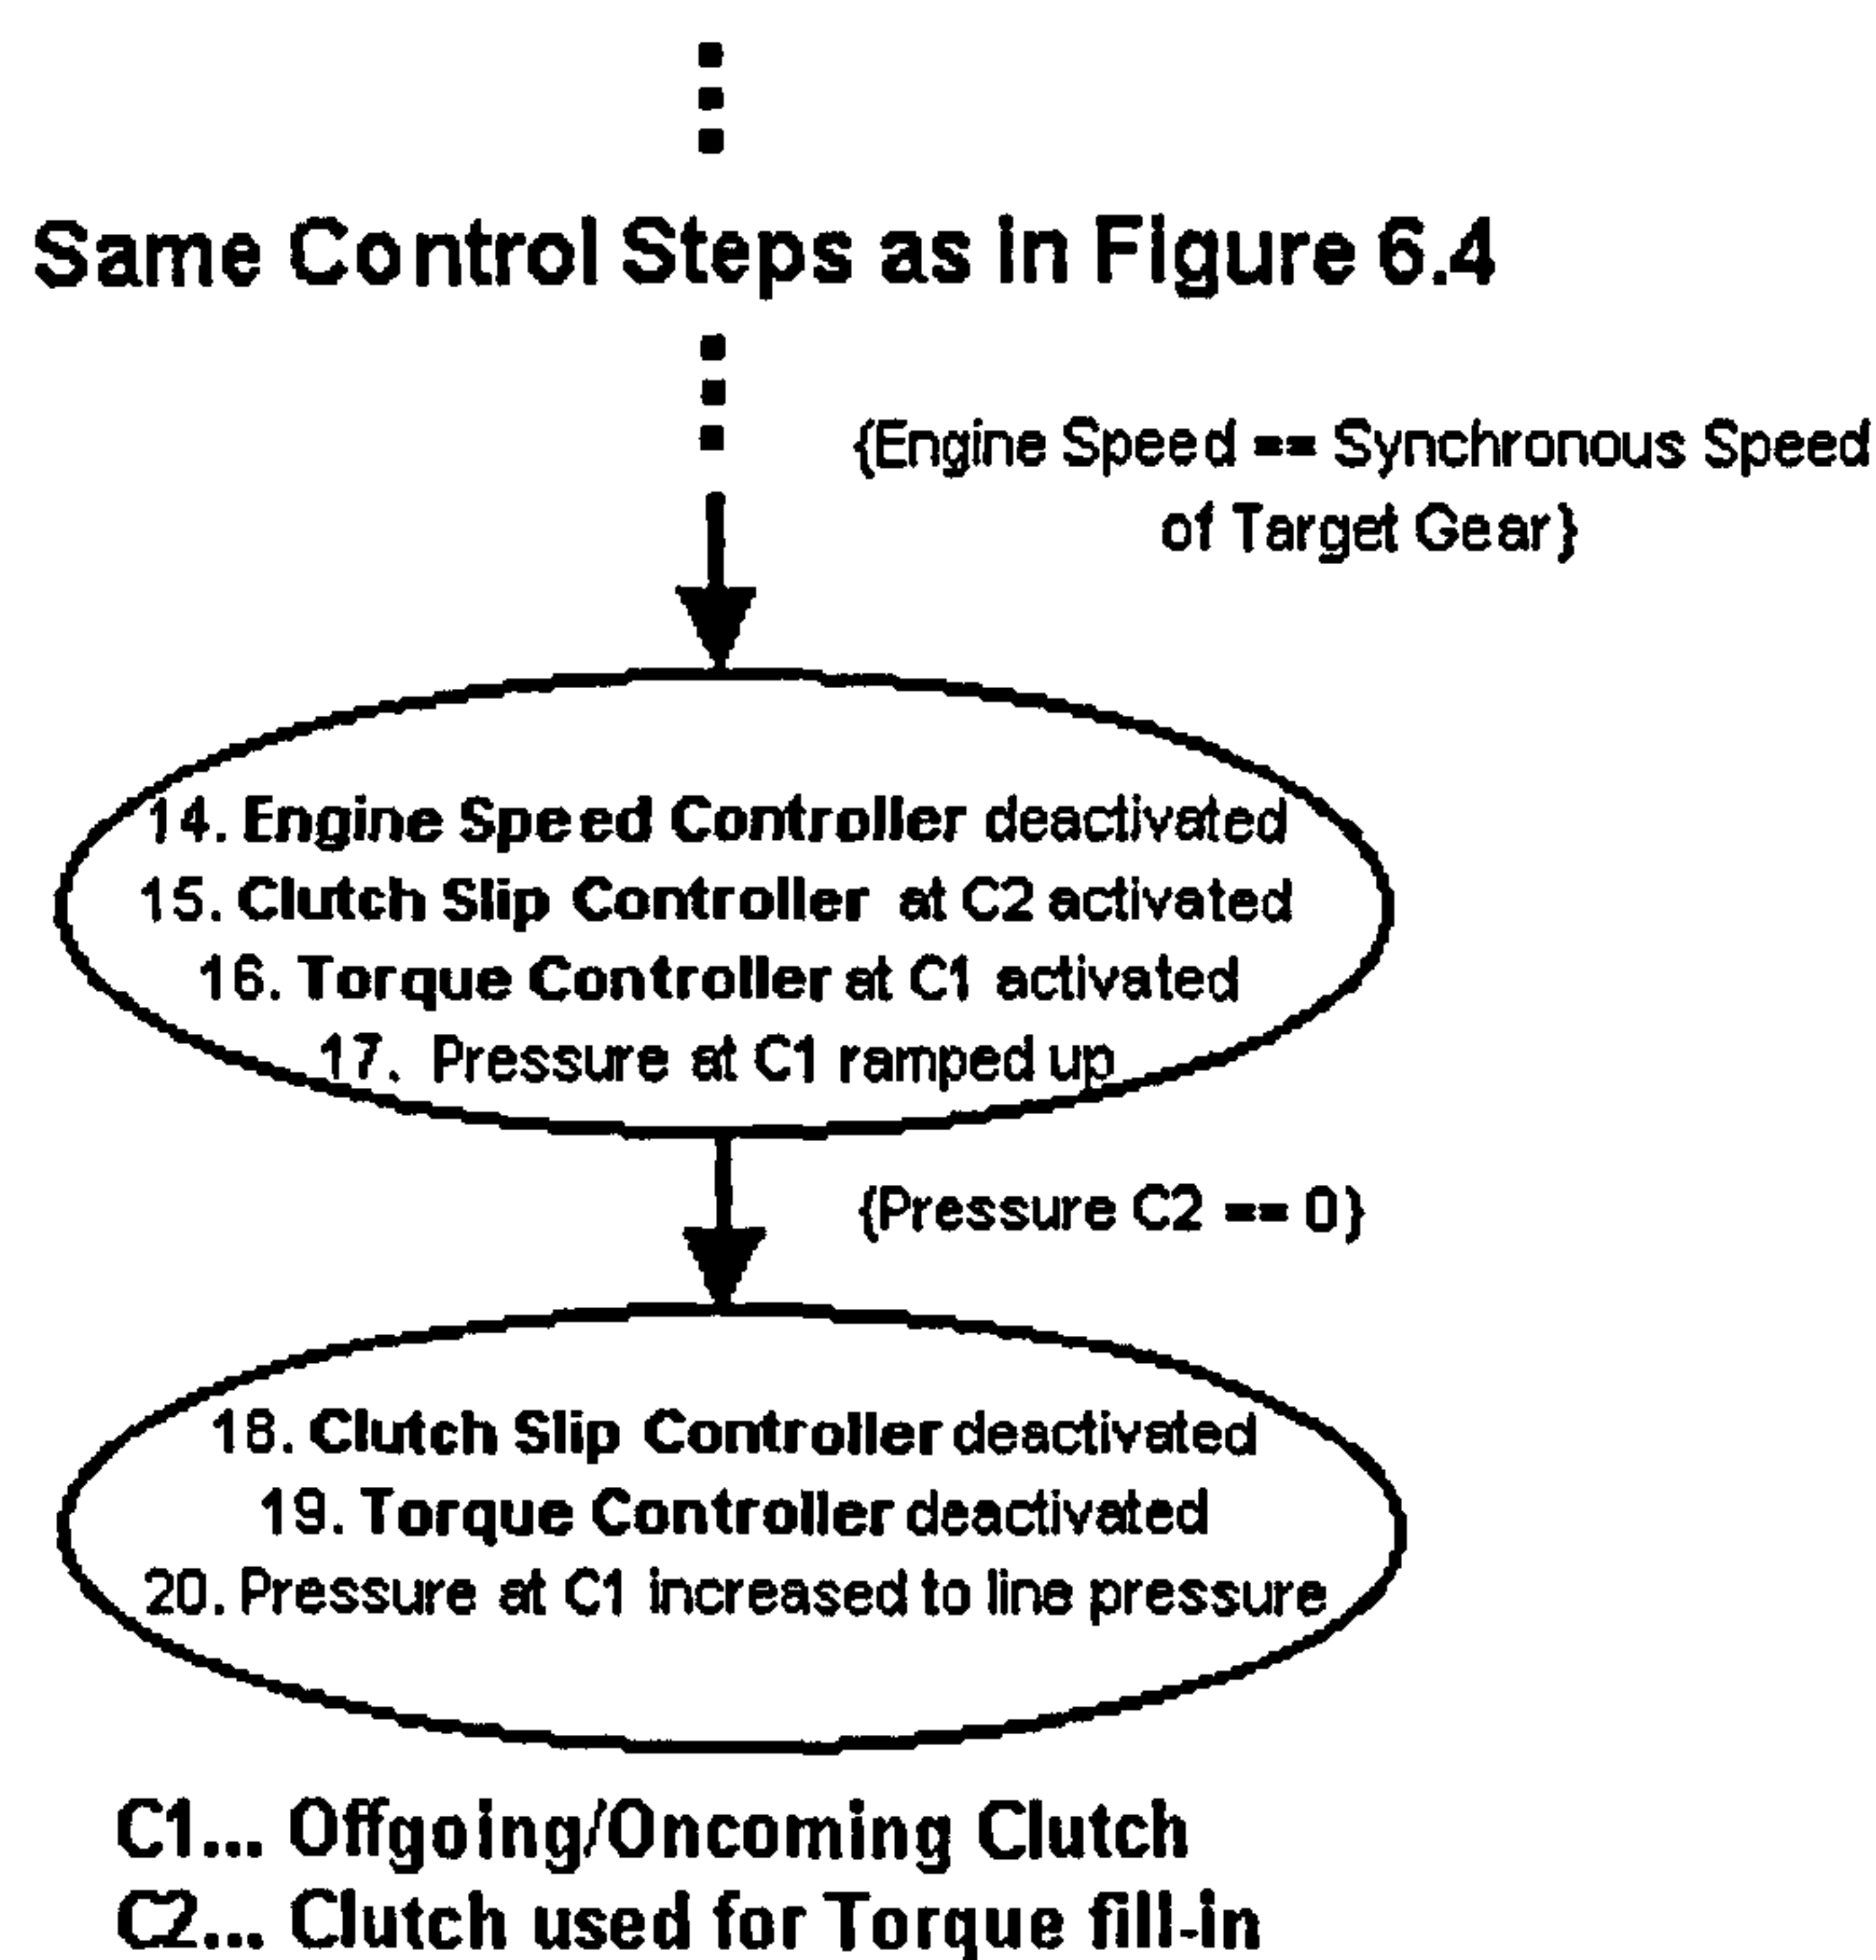 Same Control Steps as in Figure 6.4
{Engine Speed == Synchronous Speed
of Target Gear}
14. Engine Speed Controller deactivated
15. Clutch Slip Controller at C2 activated
16. Torque Controller at C1 activated
17. Pressure at C1 ramped up
{Pressure C2 == 0}
18. Clutch Slip Controller deactivated
19. Torque Controller deactivated
20. Pressure at C1 increased to line pressure
C1... Offgoing/Oncoming Clutch
C2... Clutch used for Torque fill-in